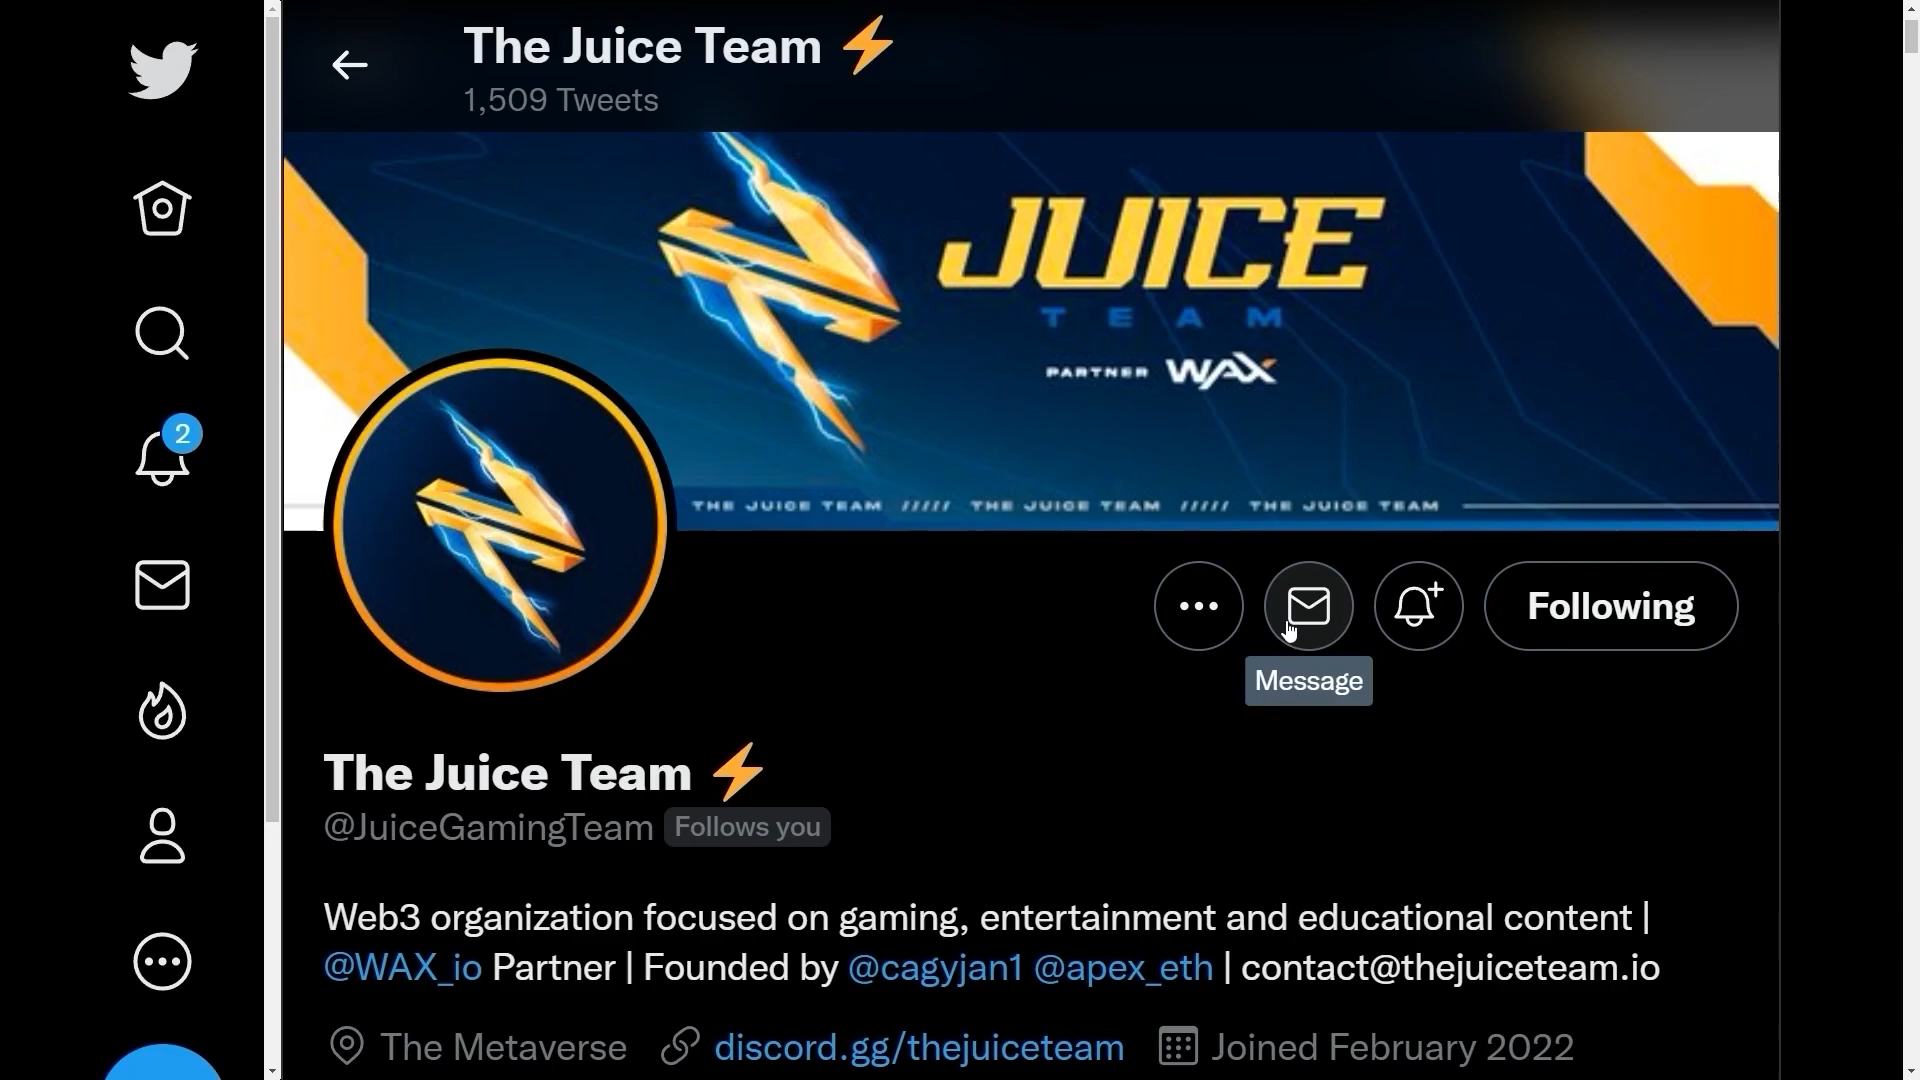 The Juice Team ⚡
1,509 Tweets
JUICE
TEAM
PARTNER WAX
THE JUICE TEAM ///// THE JUICE TEAM ///// THE JUICE TEAM
2
Following
Message
The Juice Team ⚡
@JuiceGamingTeam Follows you
Web3 organization focused on gaming, entertainment and educational content |
@WAX_io Partner | Founded by @cagyjan1 @apex_eth | contact@thejuiceteam.io
The Metaverse discord.gg/thejuiceteam Joined February 2022